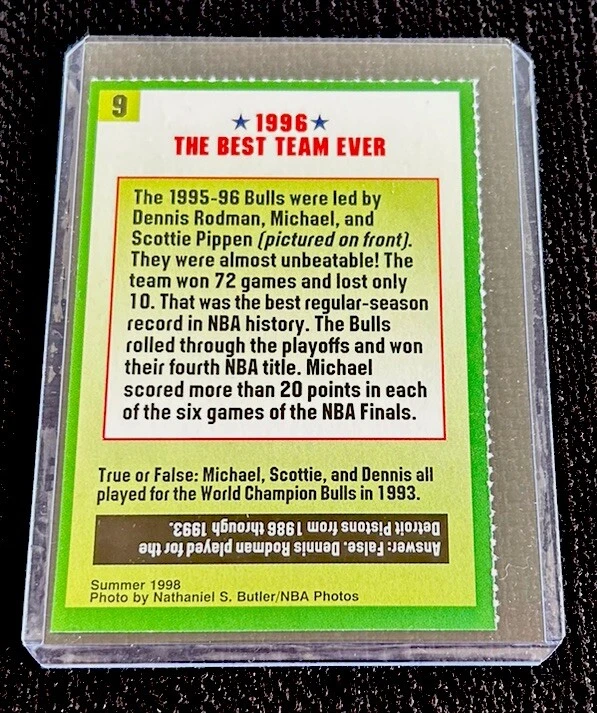 9
★1996★
THE BEST TEAM EVER
The 1995-96 Bulls were led by
Dennis Rodman, Michael, and
Scottie Pippen (pictured on front).
They were almost unbeatable! The
team won 72 games and lost only
10. That was the best regular-season
record in NBA history. The Bulls
rolled through the playoffs and won
their fourth NBA title. Michael
scored more than 20 points in each
of the six games of the NBA Finals.
True or False: Michael, Scottie, and Dennis all
played for the World Champion Bulls in 1993.
Answer: False. Dennis Rodman played for the
Detroit Pistons from 1986 through 1993.
Summer 1998
Photo by Nathaniel S. Butler/NBA Photos